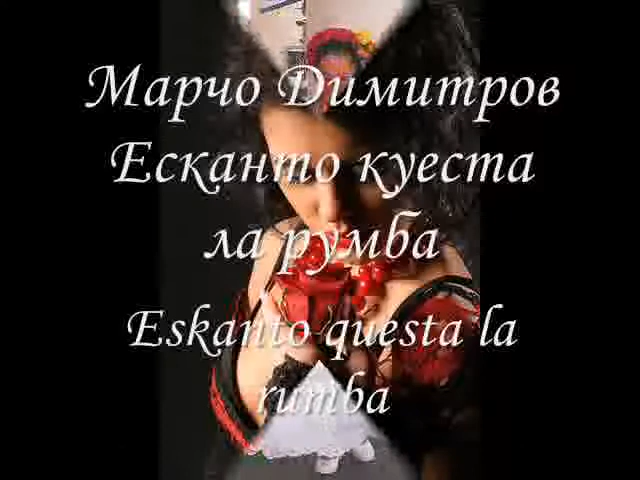 Марчо Димитров
Есканто куеста
ла румба
Eskanto questa la
rumba